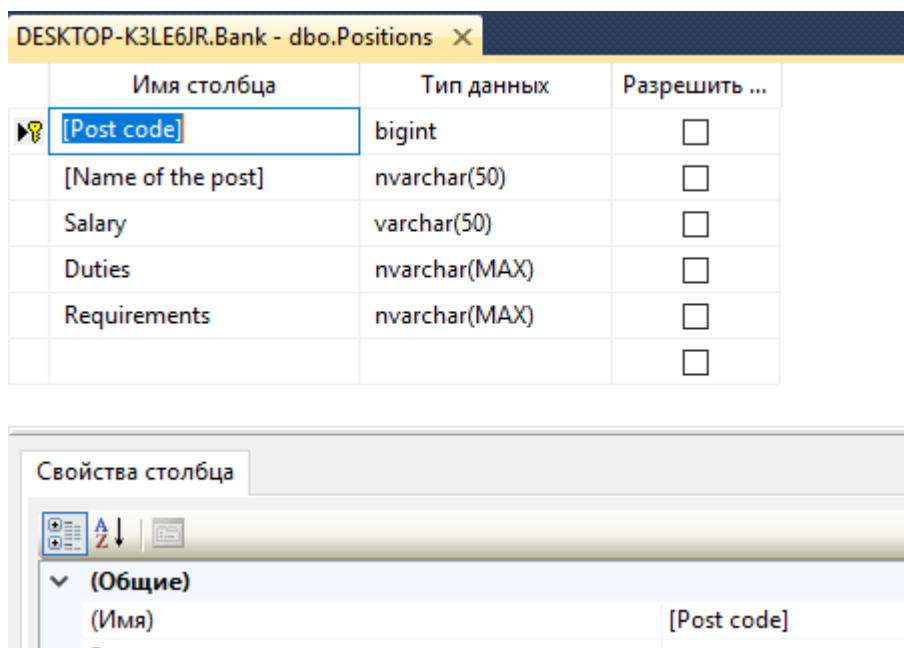 DESKTOP-K3LE6JR.Bank - dbo.Positions
Имя столбца Тип данных Разрешить ...
[Post code] bigint
[Name of the post] nvarchar(50)
Salary varchar(50)
Duties nvarchar(MAX)
Requirements nvarchar(MAX)
Свойства столбца
(Общие)
(Имя) [Post code]